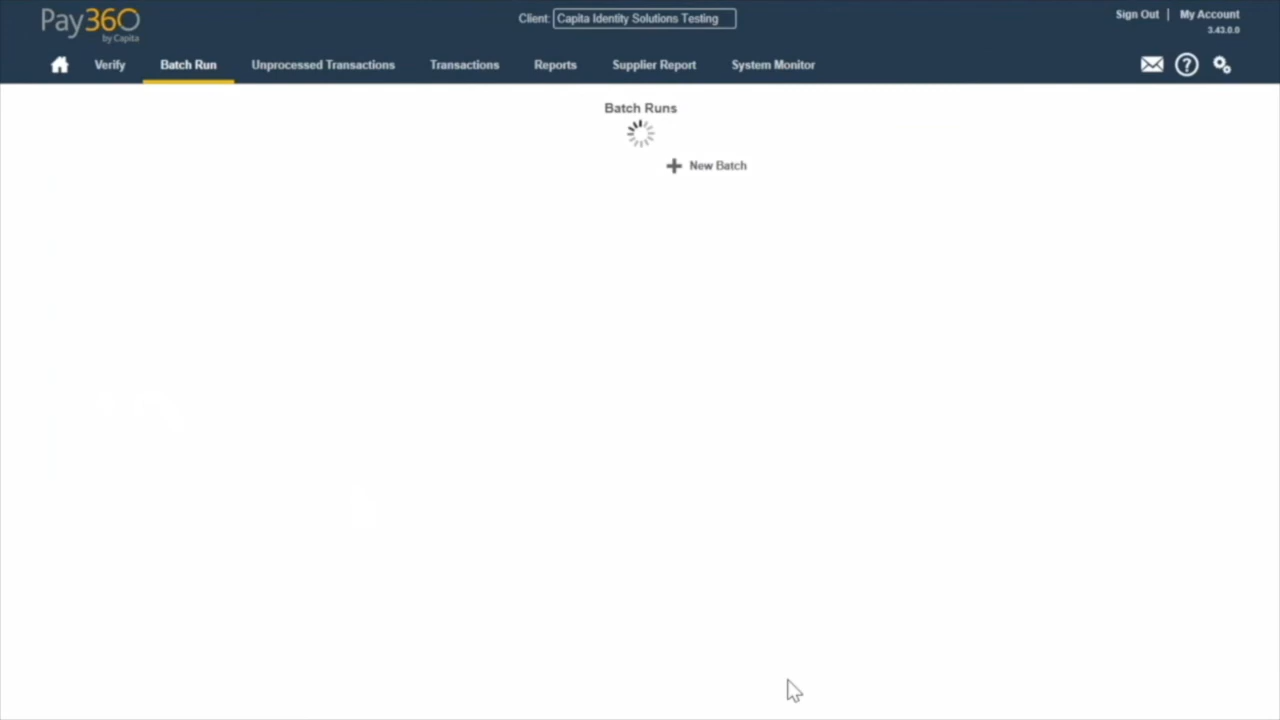 Pay360
by Capita
Client: Capita Identity Solutions Testing
Sign Out | My Account
3.43.0.0
Verify Batch Run Unprocessed Transactions Transactions Reports Supplier Report System Monitor ?
Batch Runs
New Batch